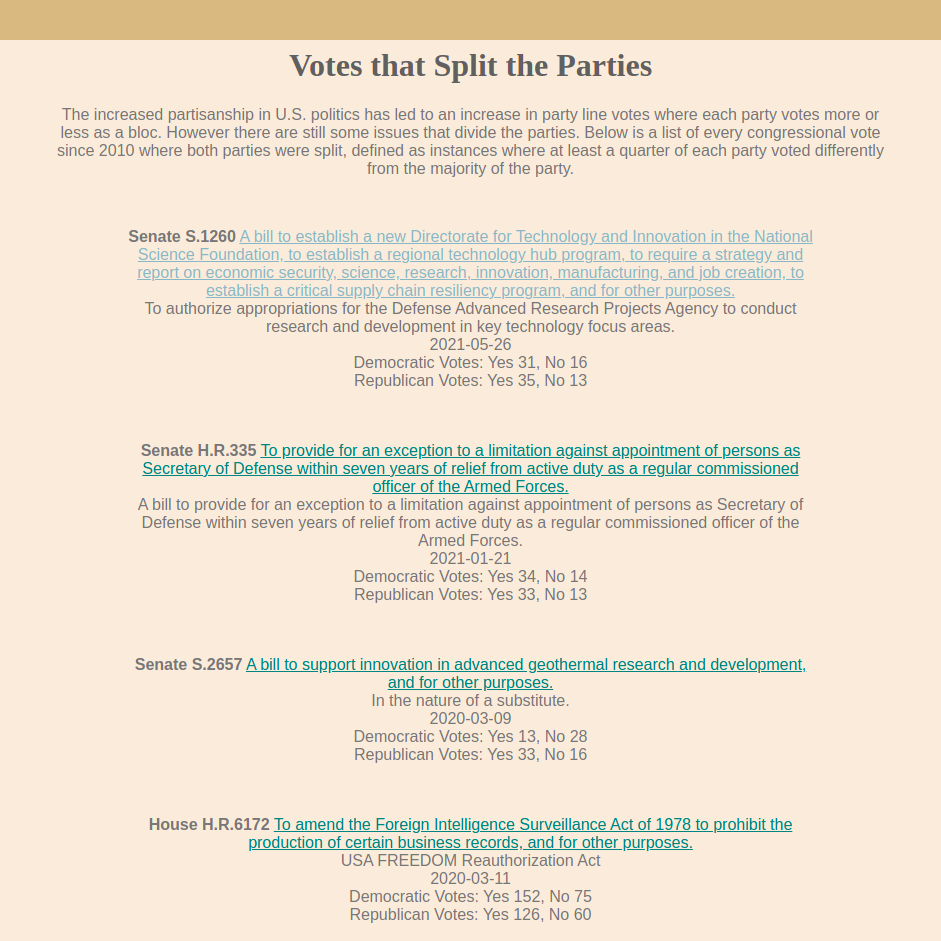 Votes that Split the Parties
The increased partisanship in U.S. politics has led to an increase in party line votes where each party votes more or
less as a bloc. However there are still some issues that divide the parties. Below is a list of every congressional vote
since 2010 where both parties were split, defined as instances where at least a quarter of each party voted differently
from the majority of the party.
Senate S.1260 A bill to establish a new Directorate for Technology and Innovation in the National
Science Foundation, to establish a regional technology hub program, to require a strategy and
report on economic security, science, research, innovation, manufacturing, and job creation, to
establish a critical supply chain resiliency program, and for other purposes.
To authorize appropriations for the Defense Advanced Research Projects Agency to conduct
research and development in key technology focus areas.
2021-05-26
Democratic Votes: Yes 31, No 16
Republican Votes: Yes 35, No 13
Senate H.R.335 To provide for an exception to a limitation against appointment of persons as
Secretary of Defense within seven years of relief from active duty as a regular commissioned
officer of the Armed Forces.
A bill to provide for an exception to a limitation against appointment of persons as Secretary of
Defense within seven years of relief from active duty as a regular commissioned officer of the
Armed Forces.
2021-01-21
Democratic Votes: Yes 34, No 14
Republican Votes: Yes 33, No 13
Senate S.2657 A bill to support innovation in advanced geothermal research and development,
and for other purposes.
In the nature of a substitute.
2020-03-09
Democratic Votes: Yes 13, No 28
Republican Votes: Yes 33, No 16
House H.R.6172 To amend the Foreign Intelligence Surveillance Act of 1978 to prohibit the
production of certain business records, and for other purposes.
USA FREEDOM Reauthorization Act
2020-03-11
Democratic Votes: Yes 152, No 75
Republican Votes: Yes 126, No 60